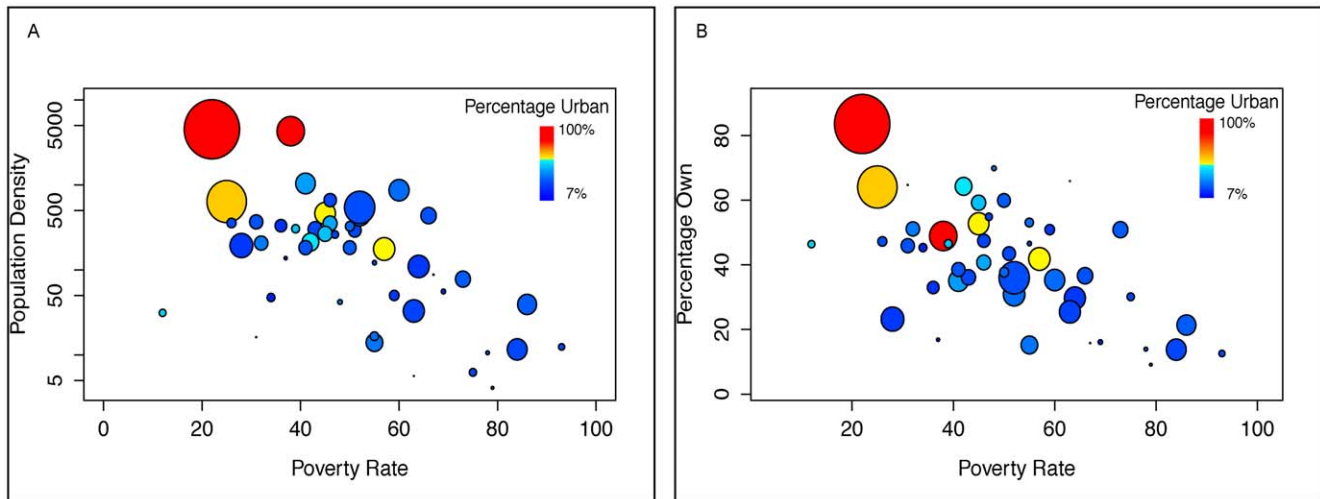 A
Percentage Urban
100%
7%
Population Density
5000
500
50
5
0 20 40 60 80 100
Poverty Rate
B
Percentage Urban
100%
7%
Percentage Own
80
60
40
20
0
20 40 60 80 100
Poverty Rate